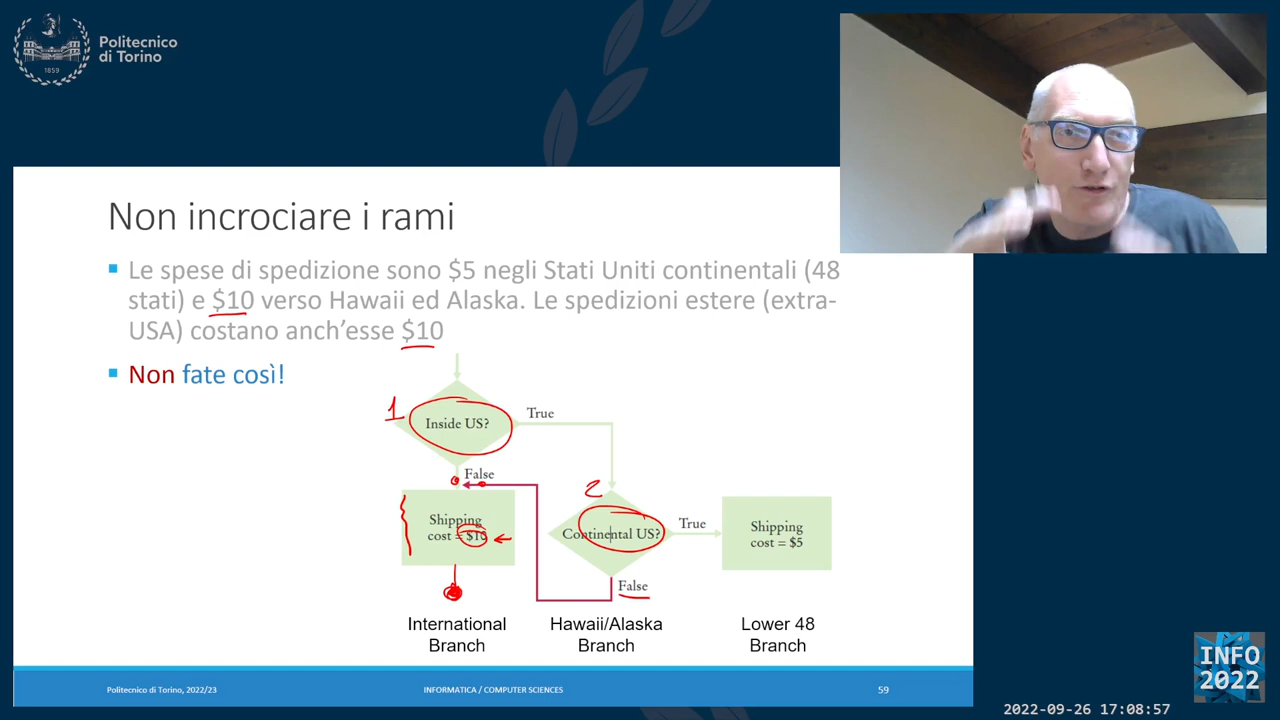 Politecnico
di Torino
1859
Non incrociare i rami
Le spese di spedizione sono $5 negli Stati Uniti continentali (48
stati) e $10 verso Hawaii ed Alaska. Le spedizioni estere (extra-
USA) costano anch'esse $10
Non fate così!
1
Inside US?
True
False
2
Shipping
cost = $10
Continental US?
True
Shipping
cost = $5
False
International
Branch
Hawaii/Alaska
Branch
Lower 48
Branch
Politecnico di Torino, 2022/23
INFORMATICA / COMPUTER SCIENCES
59
INFO
2022
2022-09-26 17:08:57